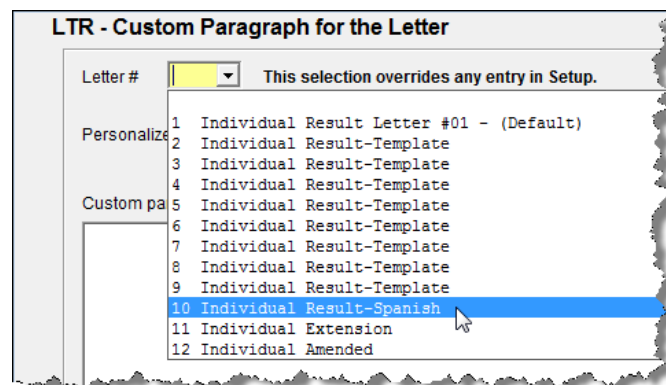 LTR - Custom Paragraph for the Letter
Letter # This selection overrides any entry in Setup.
1 Individual Result Letter #01 - (Default)
Personalize
2 Individual Result-Template
3 Individual Result-Template
4 Individual Result-Template
Custom pa
5 Individual Result-Template
6 Individual Result-Template
7 Individual Result-Template
8 Individual Result-Template
9 Individual Result-Template
10 Individual Result-Spanish
11 Individual Extension
12 Individual Amended